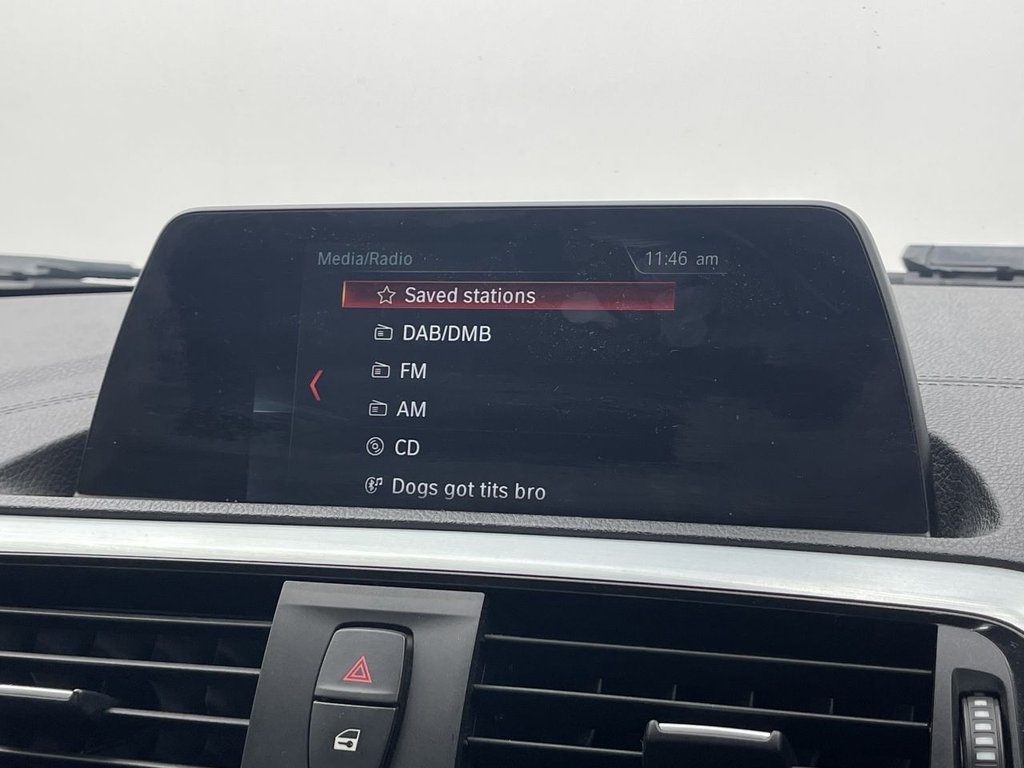 Media/Radio 11:46 am
Saved stations
DAB/DMB
FM
AM
CD
Dogs got tits bro